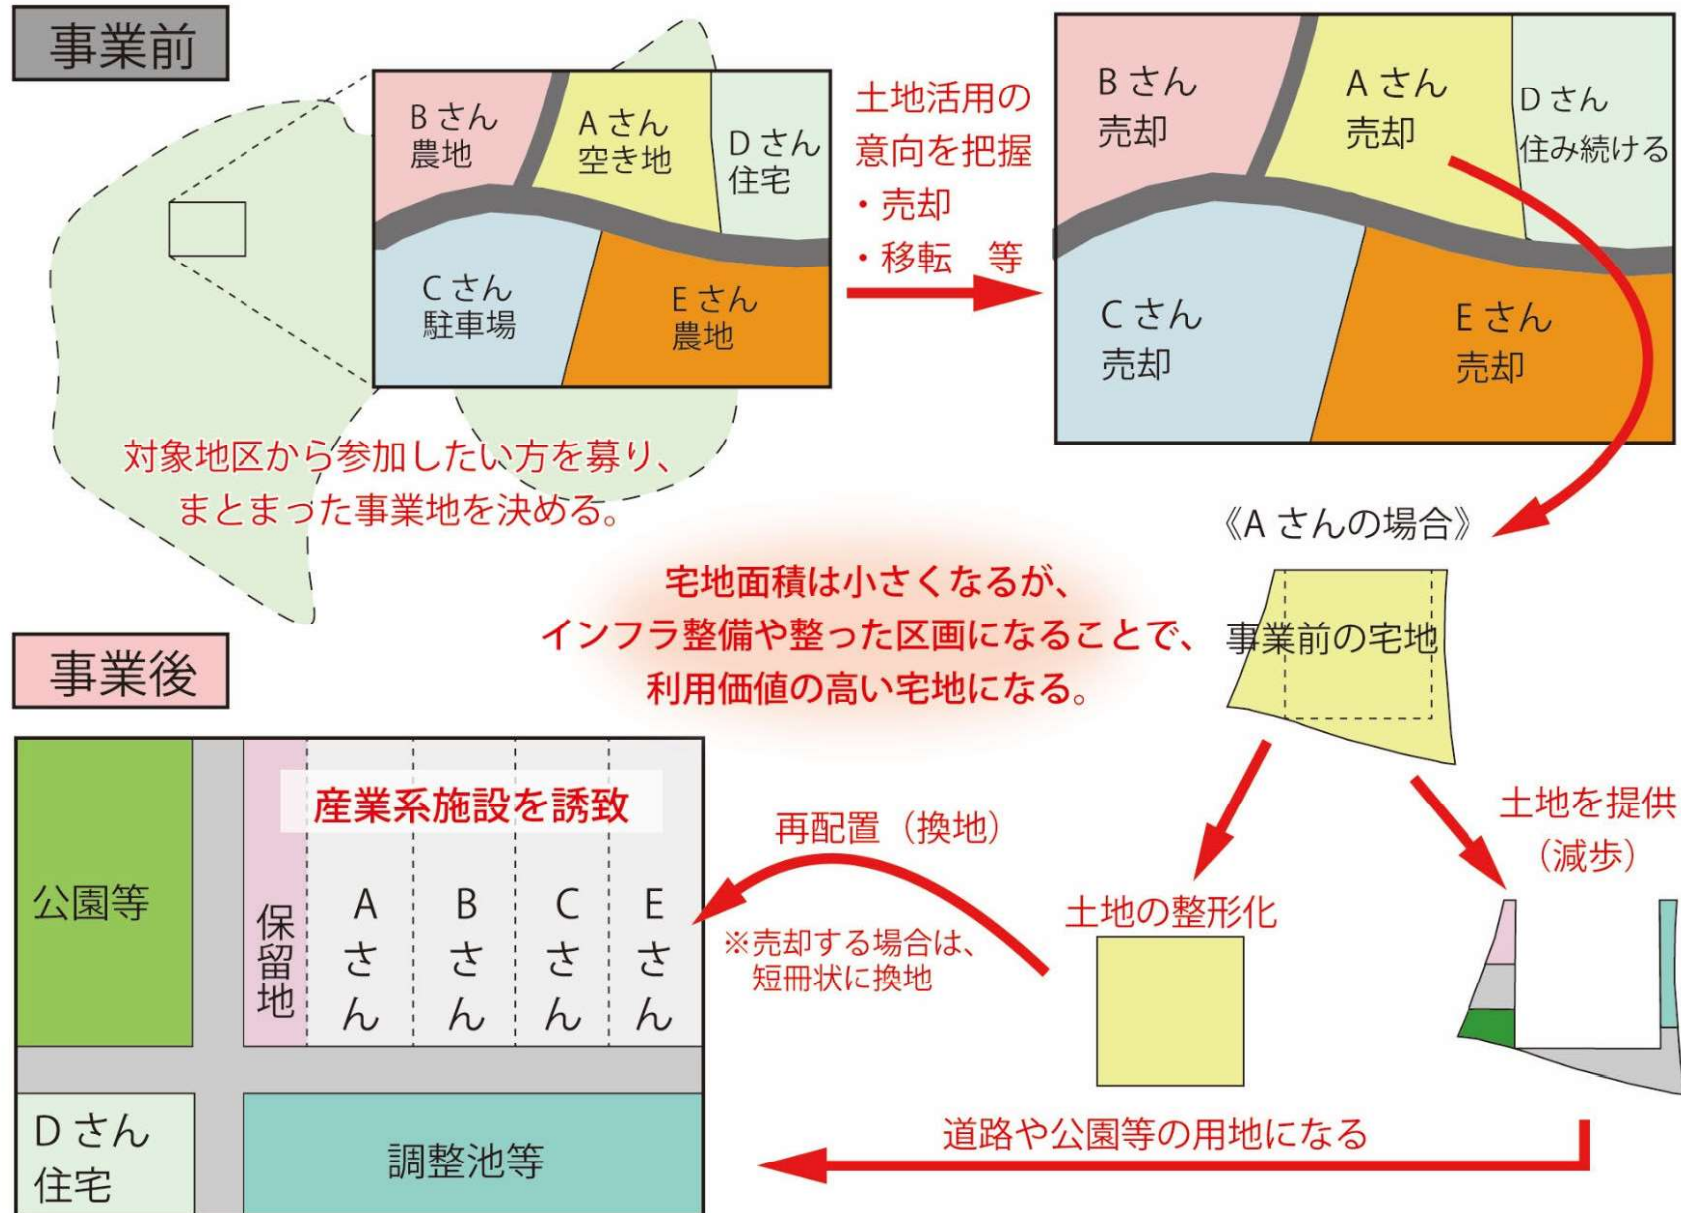 事業前
Bさん
農地
Aさん
空き地
Dさん
住宅
Cさん
駐車場
Eさん
農地
対象地区から参加したい方を募り、
まとまった事業地を決める。
土地活用の
意向を把握
・売却
・移転　等
Bさん
売却
Aさん
売却
Dさん
住み続ける
Cさん
売却
Eさん
売却
《Aさんの場合》
事業前の宅地
宅地面積は小さくなるが、
インフラ整備や整った区画になることで、
利用価値の高い宅地になる。
土地を提供
（減歩）
土地の整形化
再配置（換地）
※売却する場合は、
短冊状に換地
道路や公園等の用地になる
事業後
公園等
産業系施設を誘致
保留地
Aさん
Bさん
Cさん
Eさん
Dさん
住宅
調整池等